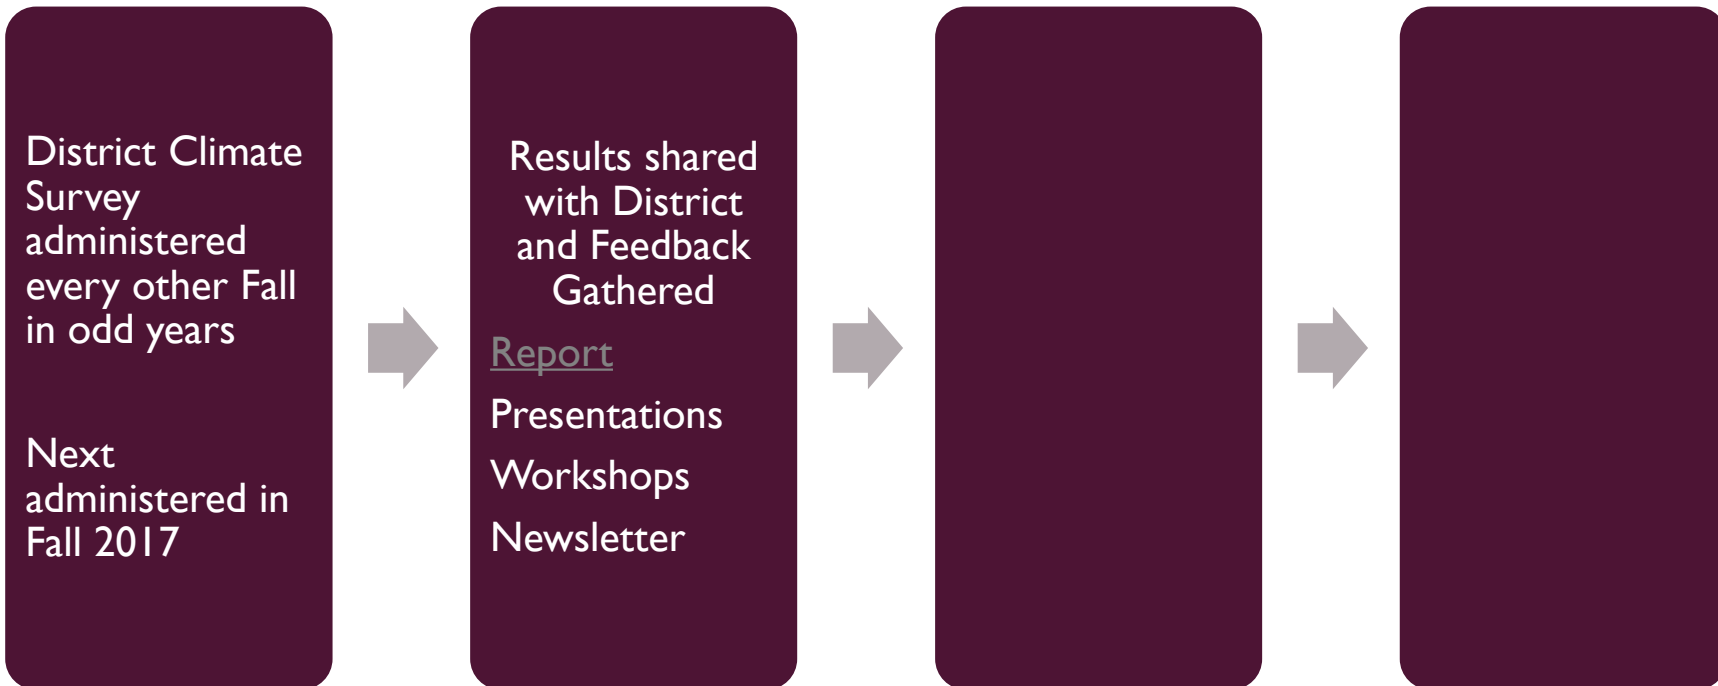 District Climate
Survey
administered
every other Fall
in odd years
Next
administered in
Fall 2017
Results shared
with District
and Feedback
Gathered
Report
Presentations
Workshops
Newsletter